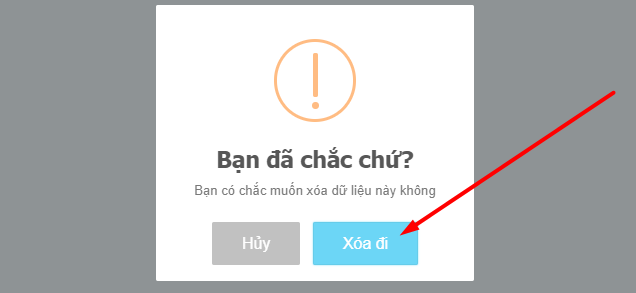 Bạn đã chắc chứ?
Bạn có chắc muốn xóa dữ liệu này không
Hủy
Xóa đi